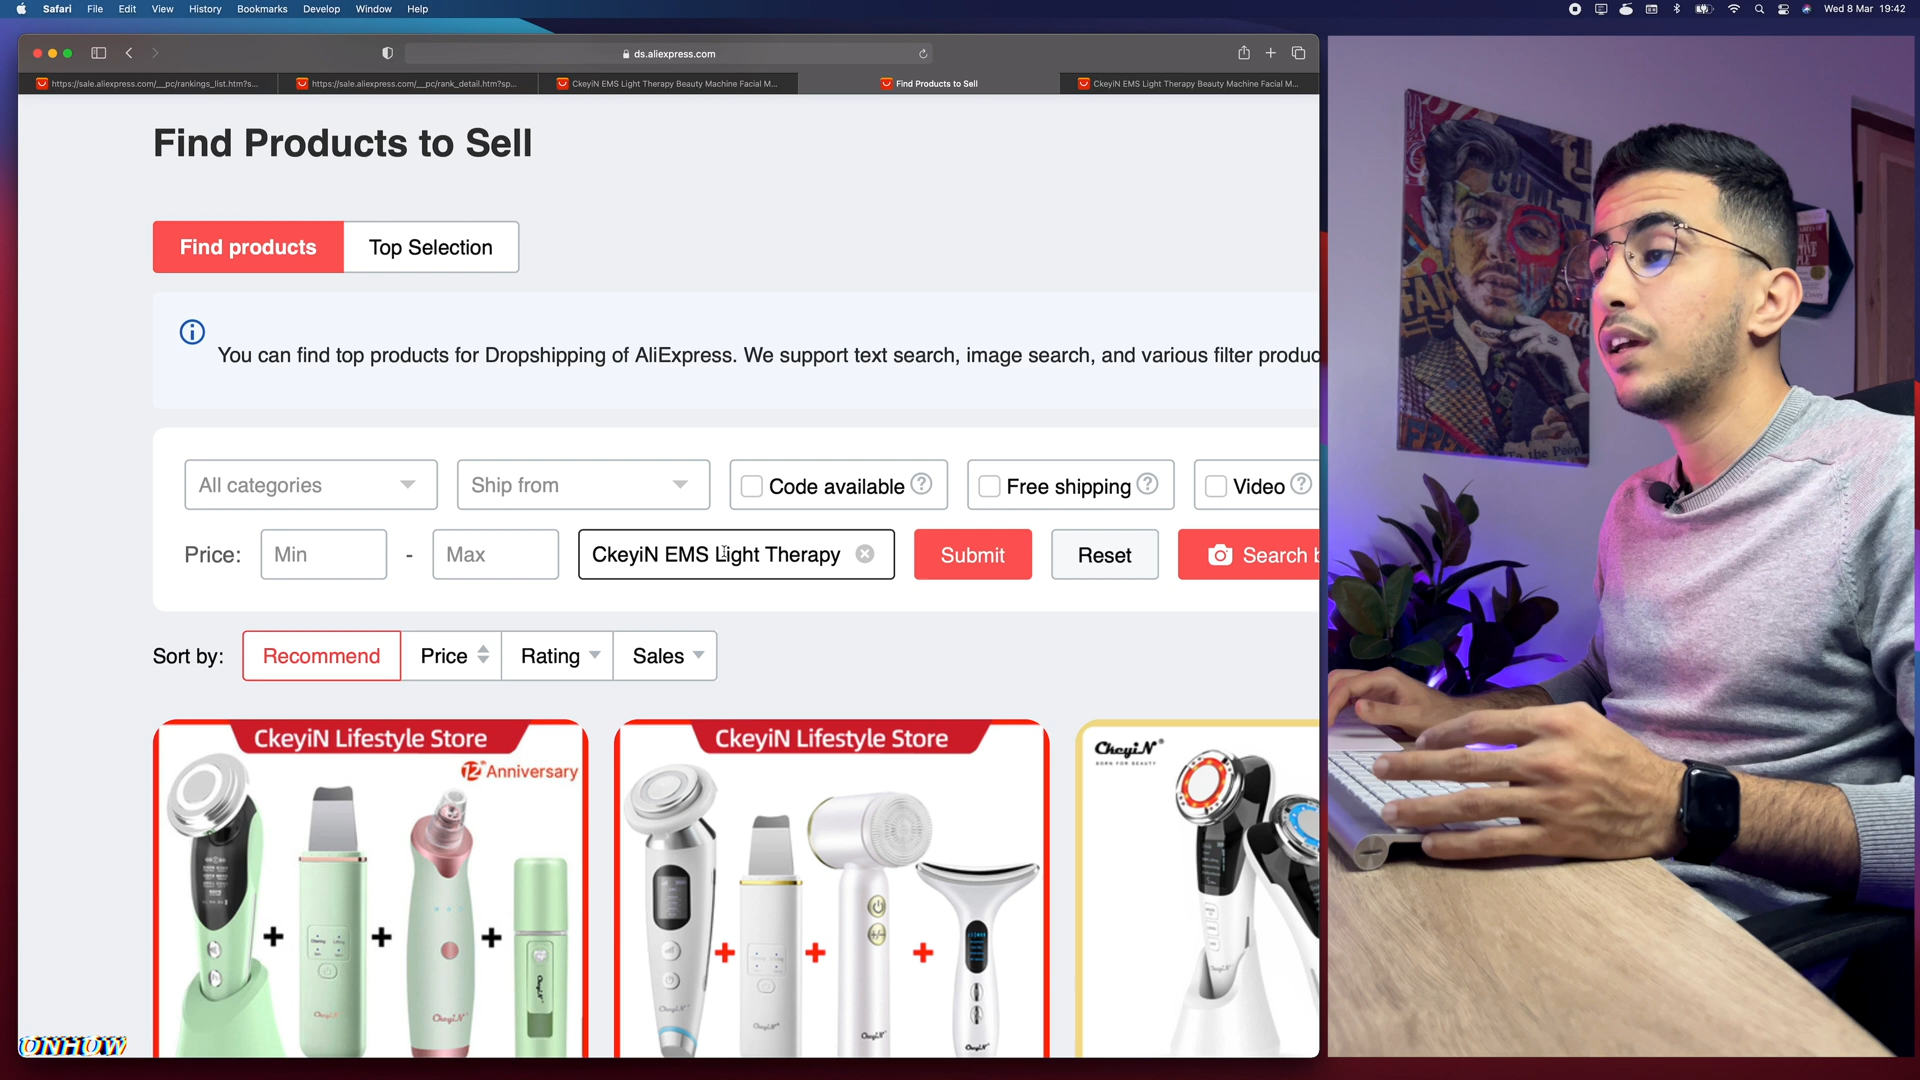 Safari File Edit View History Bookmarks Develop Window Help
Wed 8 Mar 19:42
ds.aliexpress.com
https://sale.aliexpress.com/__pc/rankings_list.htm?s...
https://sale.aliexpress.com/__pc/rank_detail.htm?sp...
CkeyiN EMS Light Therapy Beauty Machine Facial M...
Find Products to Sell
CkeyiN EMS Light Therapy Beauty Machine Facial M...
Find Products to Sell
Find products
Top Selection
You can find top products for Dropshipping of AliExpress. We support text search, image search, and various filter produc
All categories
Ship from
Code available
Free shipping
Video
Price:
Min
-
Max
CkeyiN EMS Light Therapy
Submit
Reset
Search b
Sort by:
Recommend
Price
Rating
Sales
CkeyiN Lifestyle Store
12th Anniversary
CkeyiN Lifestyle Store
CkeyiN®
BORN FOR BEAUTY
ONHOW